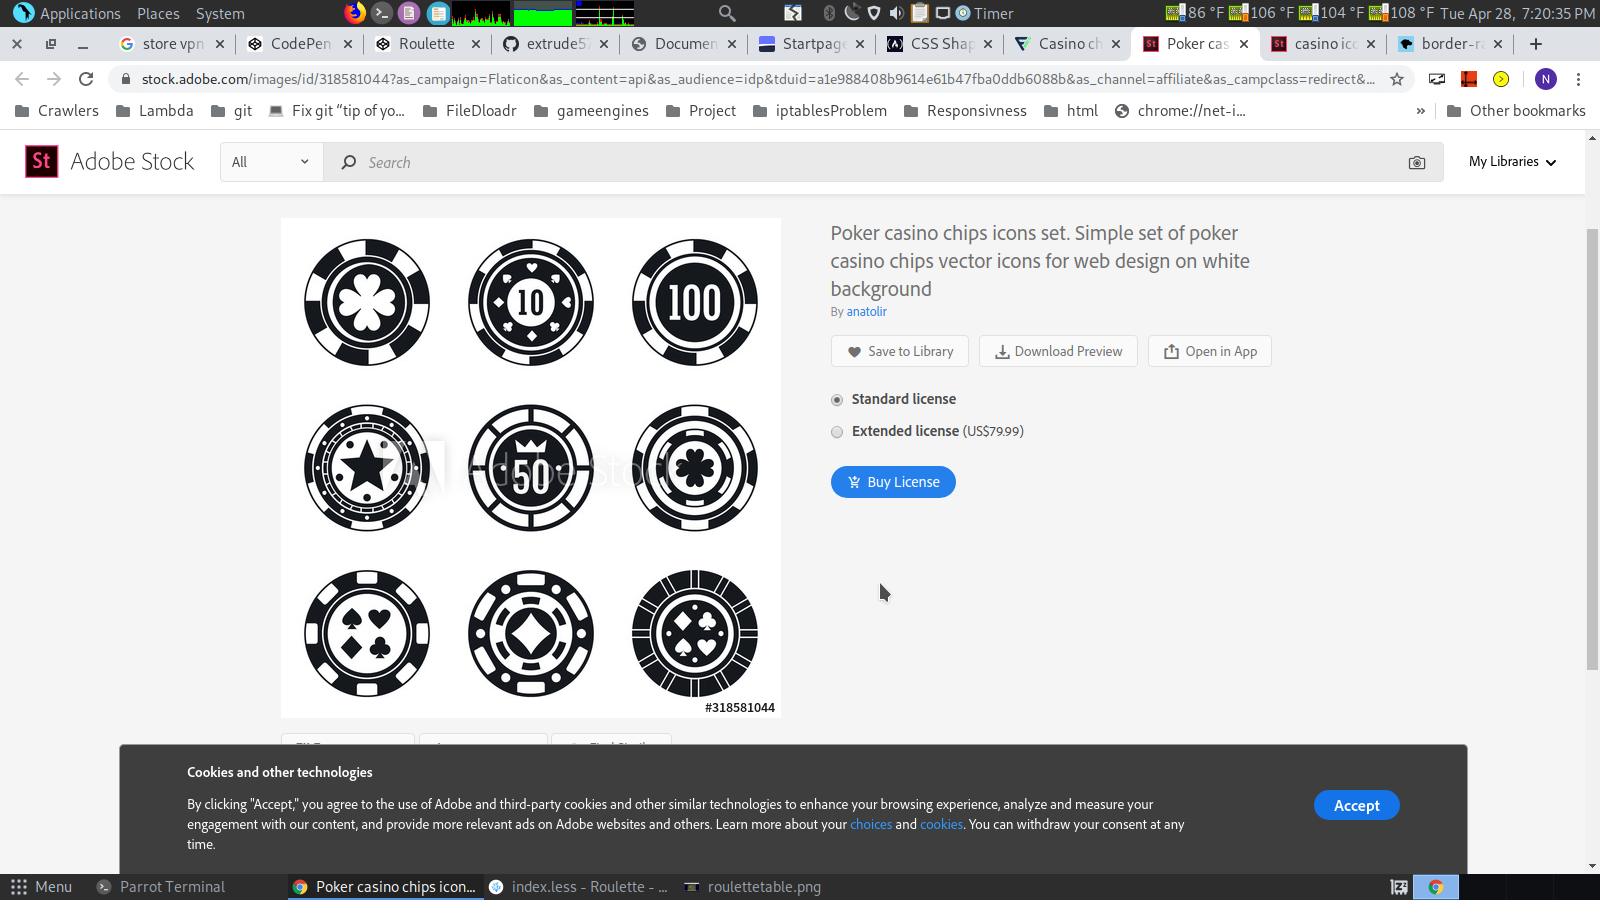 Applications Places System
Timer
86 °F 106 °F 104 °F 108 °F Tue Apr 28, 7:20:35 PM
store vpn
CodePen
Roulette
extrude57
Documen
Startpage
CSS Shap
Casino ch
Poker cas
casino ico
border-ra
stock.adobe.com/images/id/318581044?as_campaign=Flaticon&as_content=api&as_audience=idp&tduid=a1e988408b9614e61b47fba0ddb6088b&as_channel=affiliate&as_campclass=redirect&...
N
Crawlers Lambda git Fix git “tip of yo... FileDloadr gameengines Project iptablesProblem Responsivness html chrome://net-i... » Other bookmarks
St Adobe Stock All Search My Libraries
10
100
50
Adobe Stock
#318581044
Poker casino chips icons set. Simple set of poker
casino chips vector icons for web design on white
background
By anatolir
Save to Library Download Preview Open in App
Standard license
Extended license (US$79.99)
Buy License
Cookies and other technologies
By clicking "Accept," you agree to the use of Adobe and third-party cookies and other similar technologies to enhance your browsing experience, analyze and measure your
engagement with our content, and provide more relevant ads on Adobe websites and others. Learn more about your choices and cookies. You can withdraw your consent at any
time.
Accept
Menu Parrot Terminal Poker casino chips icon... index.less - Roulette - ... roulettetable.png